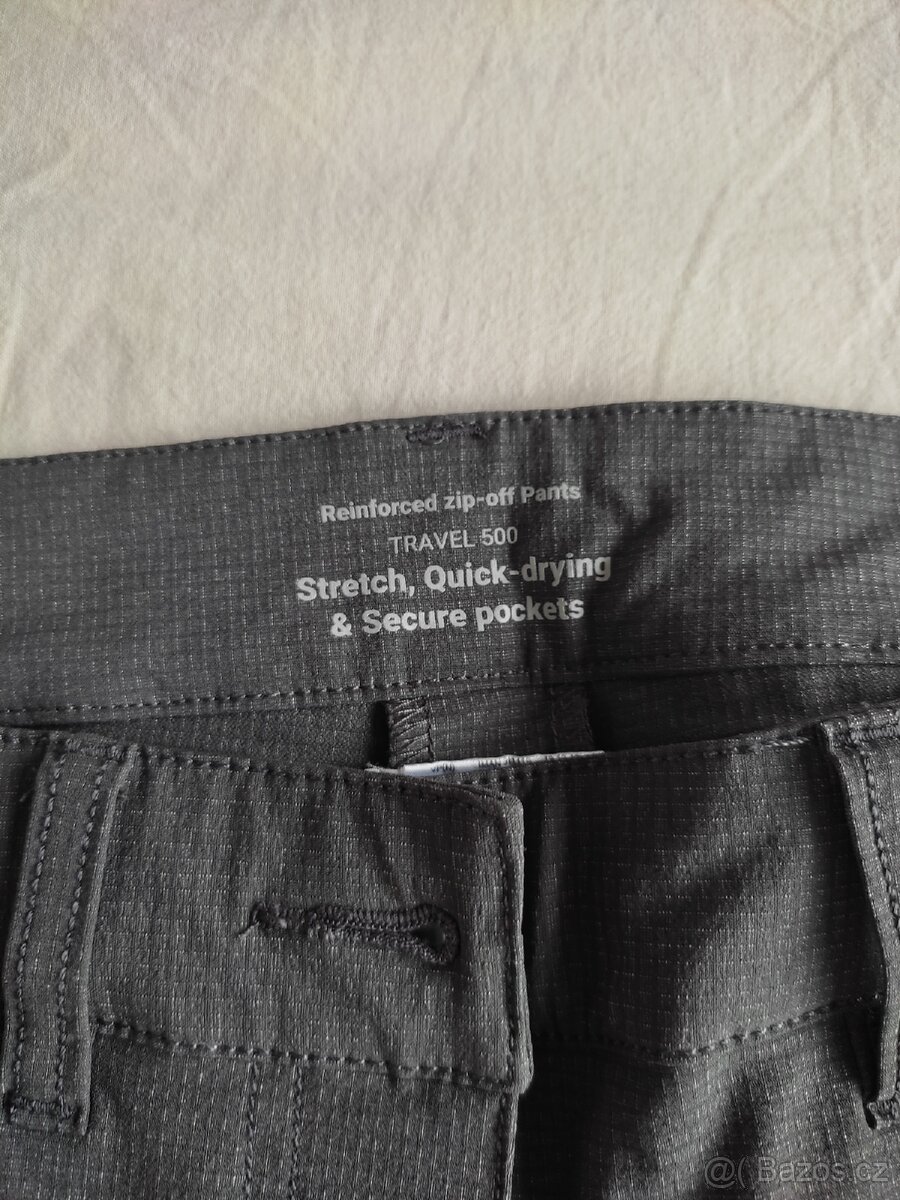 Reinforced zip-off Pants
TRAVEL 500
Stretch, Quick-drying
& Secure pockets
@( Bazos.cz